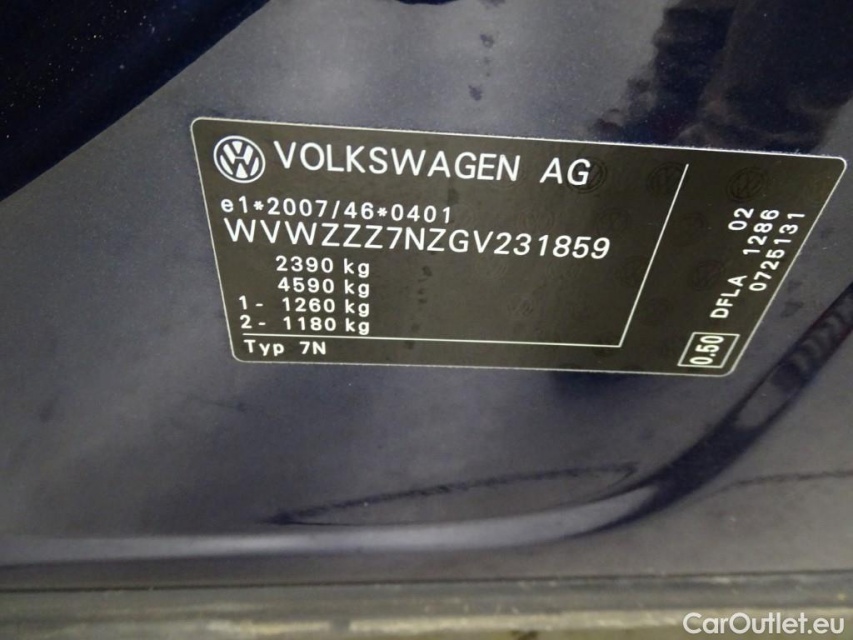 VOLKSWAGEN AG
e1*2007/46*0401
WVWZZZ7NZGV231859
2390 kg
4590 kg
1 - 1260 kg
2 - 1180 kg
Typ 7N
02
DFLA 1286
0726131
0.50
CarOutlet.eu